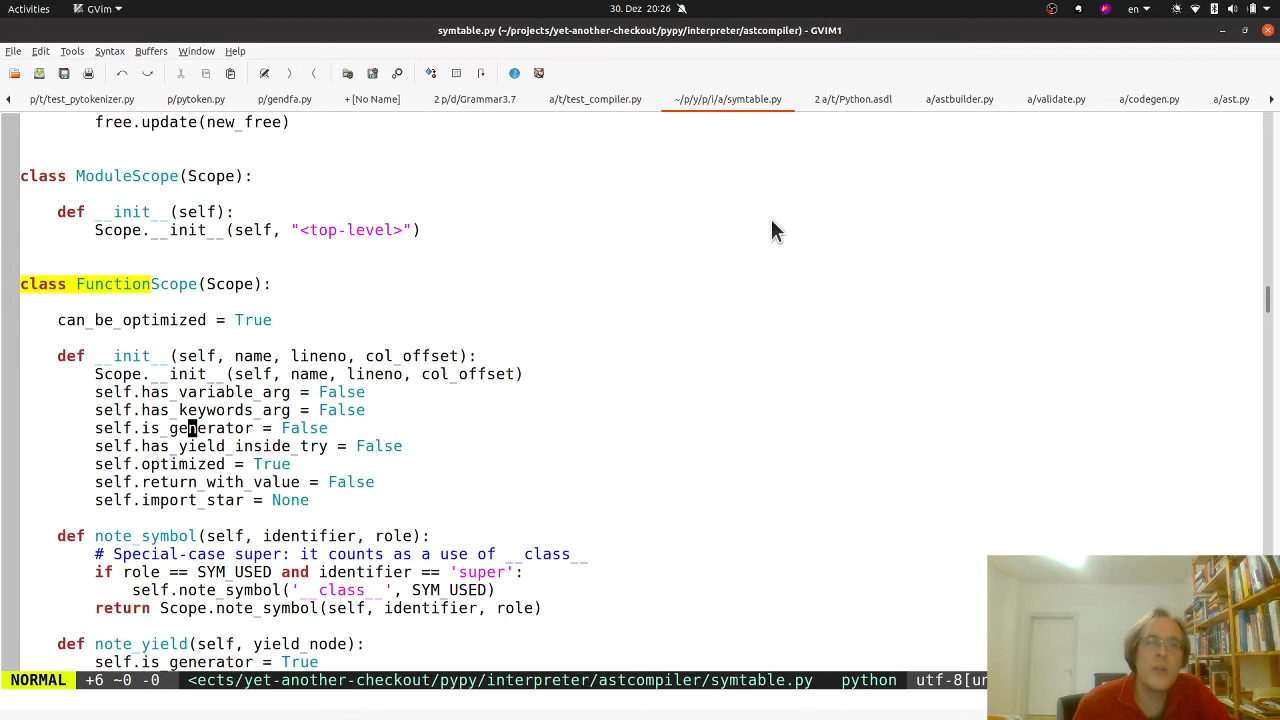 Activities GVim 30. Dez 20:26 en
symtable.py (~/projects/yet-another-checkout/pypy/interpreter/astcompiler) - GVIM1
File Edit Tools Syntax Buffers Window Help
p/t/test_pytokenizer.py p/pytoken.py p/gendfa.py + [No Name] 2 p/d/Grammar3.7 a/t/test_compiler.py ~/p/y/p/i/a/symtable.py 2 a/t/Python.asdl a/astbuilder.py a/validate.py a/codegen.py a/ast.py
free.update(new_free)
class ModuleScope(Scope):
def __init__(self):
Scope.__init__(self, "<top-level>")
class FunctionScope(Scope):
can_be_optimized = True
def __init__(self, name, lineno, col_offset):
Scope.__init__(self, name, lineno, col_offset)
self.has_variable_arg = False
self.has_keywords_arg = False
self.is_generator = False
self.has_yield_inside_try = False
self.optimized = True
self.return_with_value = False
self.import_star = None
def note_symbol(self, identifier, role):
# Special-case super: it counts as a use of __class__
if role == SYM_USED and identifier == 'super':
self.note_symbol('__class__', SYM_USED)
return Scope.note_symbol(self, identifier, role)
def note_yield(self, yield_node):
self.is_generator = True
NORMAL +6 ~0 -0 <ects/yet-another-checkout/pypy/interpreter/astcompiler/symtable.py python utf-8[un